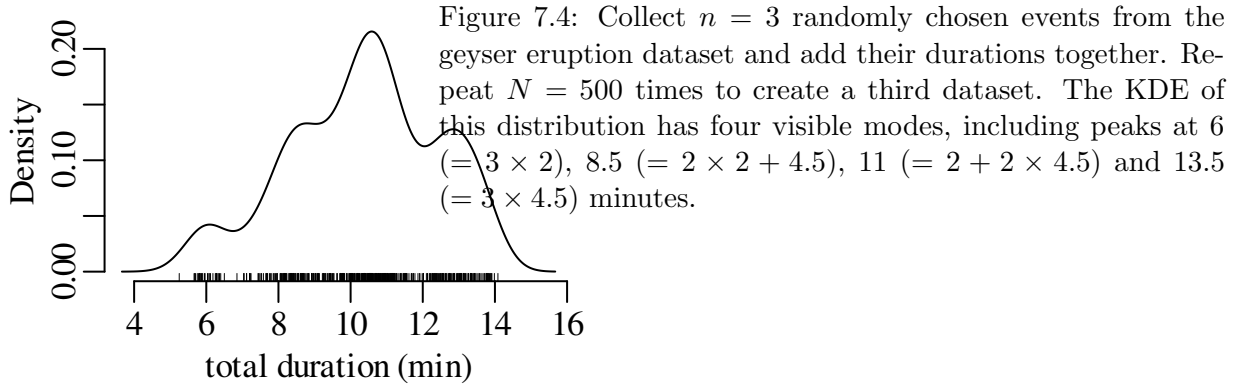 Figure 7.4: Collect n = 3 randomly chosen events from the
geyser eruption dataset and add their durations together. Re-
peat N = 500 times to create a third dataset. The KDE of
this distribution has four visible modes, including peaks at 6
(= 3 × 2), 8.5 (= 2 × 2 + 4.5), 11 (= 2 + 2 × 4.5) and 13.5
(= 3 × 4.5) minutes.
Density
0.20
0.10
0.00
4 6 8 10 12 14 16
total duration (min)